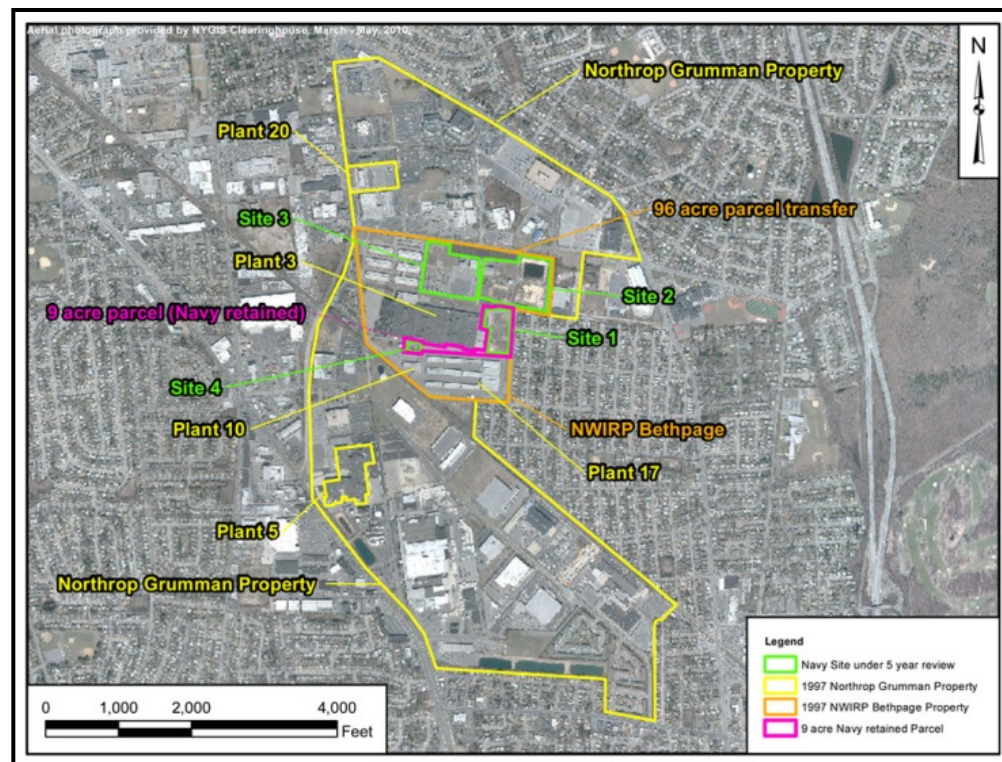 Aerial photograph provided by NYGIS Clearinghouse, March - May, 2010.
N
Northrop Grumman Property
Plant 20
96 acre parcel transfer
Site 3
Plant 3
Site 2
9 acre parcel (Navy retained)
Site 1
Site 4
Plant 10
NWIRP Bethpage
Plant 17
Plant 5
Northrop Grumman Property
Legend
Navy Site under 5 year review
1997 Northrop Grumman Property
1997 NWIRP Bethpage Property
9 acre Navy retained Parcel
0 1,000 2,000 4,000
Feet